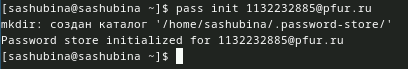 [sashubina@sashubina ~]$ pass init 1132232885@pfur.ru
mkdir: создан каталог '/home/sashubina/.password-store/'
Password store initialized for 1132232885@pfur.ru
[sashubina@sashubina ~]$